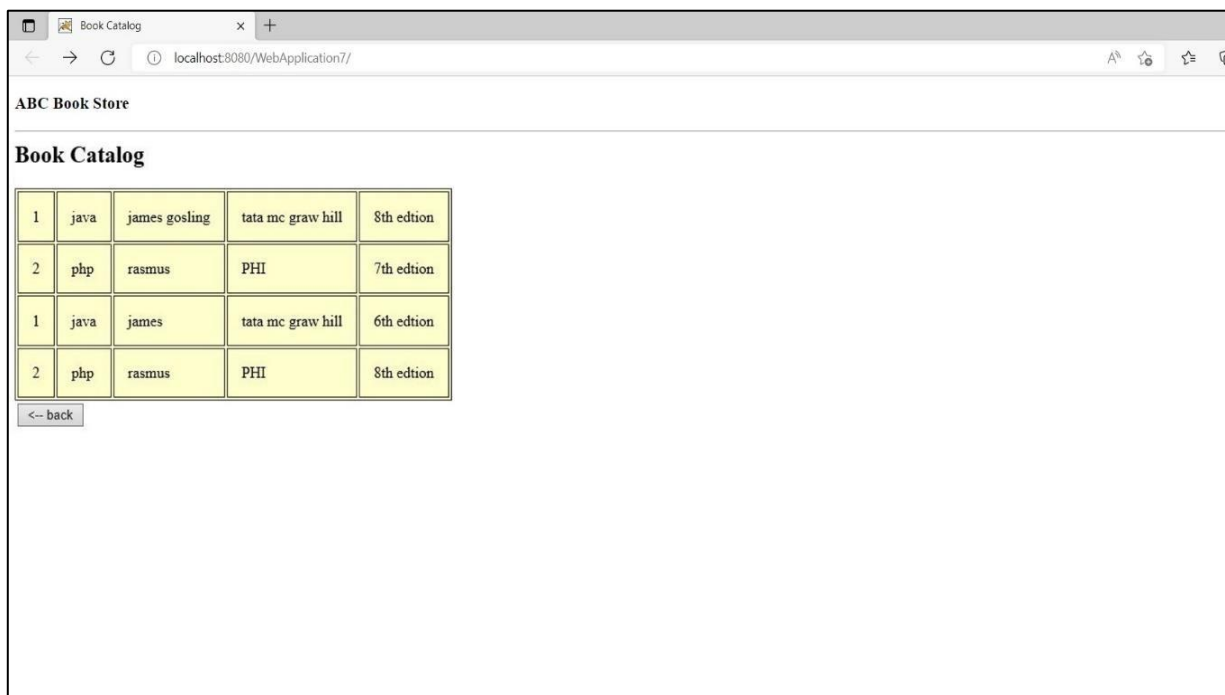 Book Catalog
localhost:8080/WebApplication7/
ABC Book Store
Book Catalog
1 java james gosling tata mc graw hill 8th edtion
2 php rasmus PHI 7th edtion
1 java james tata mc graw hill 6th edtion
2 php rasmus PHI 8th edtion
<-- back